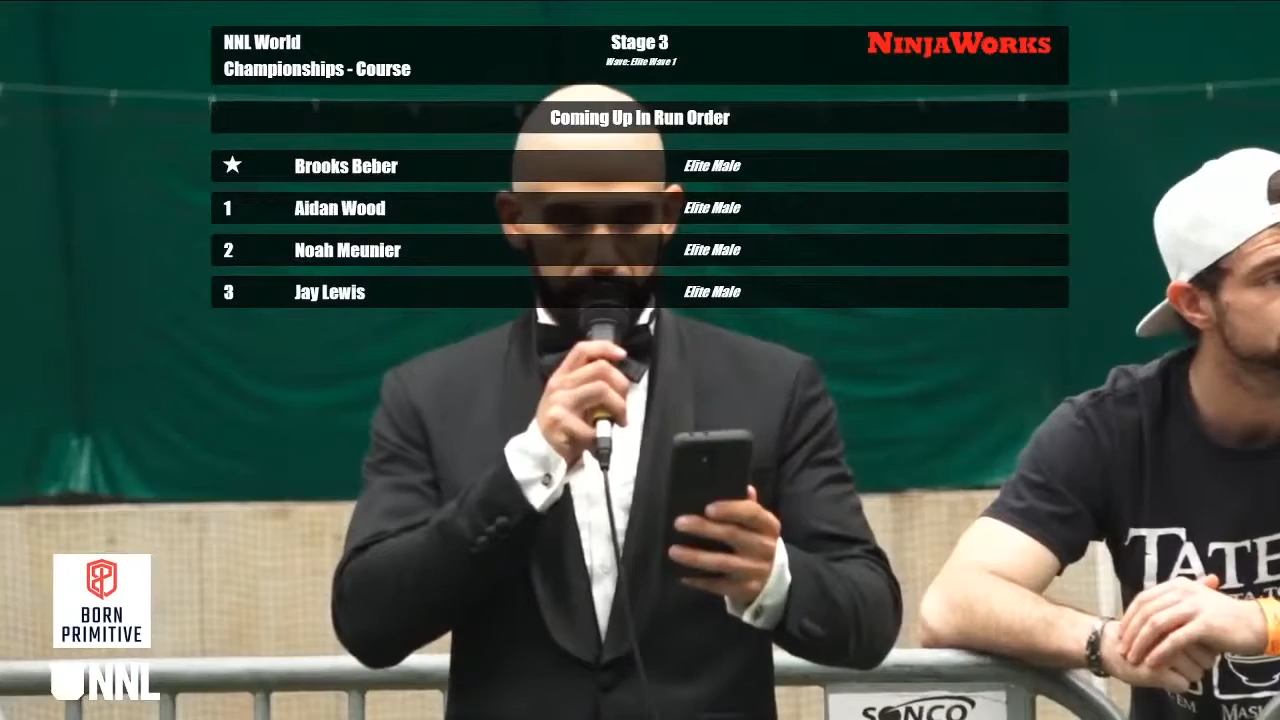 NNL World
Championships - Course
Stage 3
Wave: Elite Wave 1
NINJAWORKS
Coming Up In Run Order
★ Brooks Beber Elite Male
1 Aidan Wood Elite Male
2 Noah Meunier Elite Male
3 Jay Lewis Elite Male
BORN
PRIMITIVE
NNL
SONCO
TATE